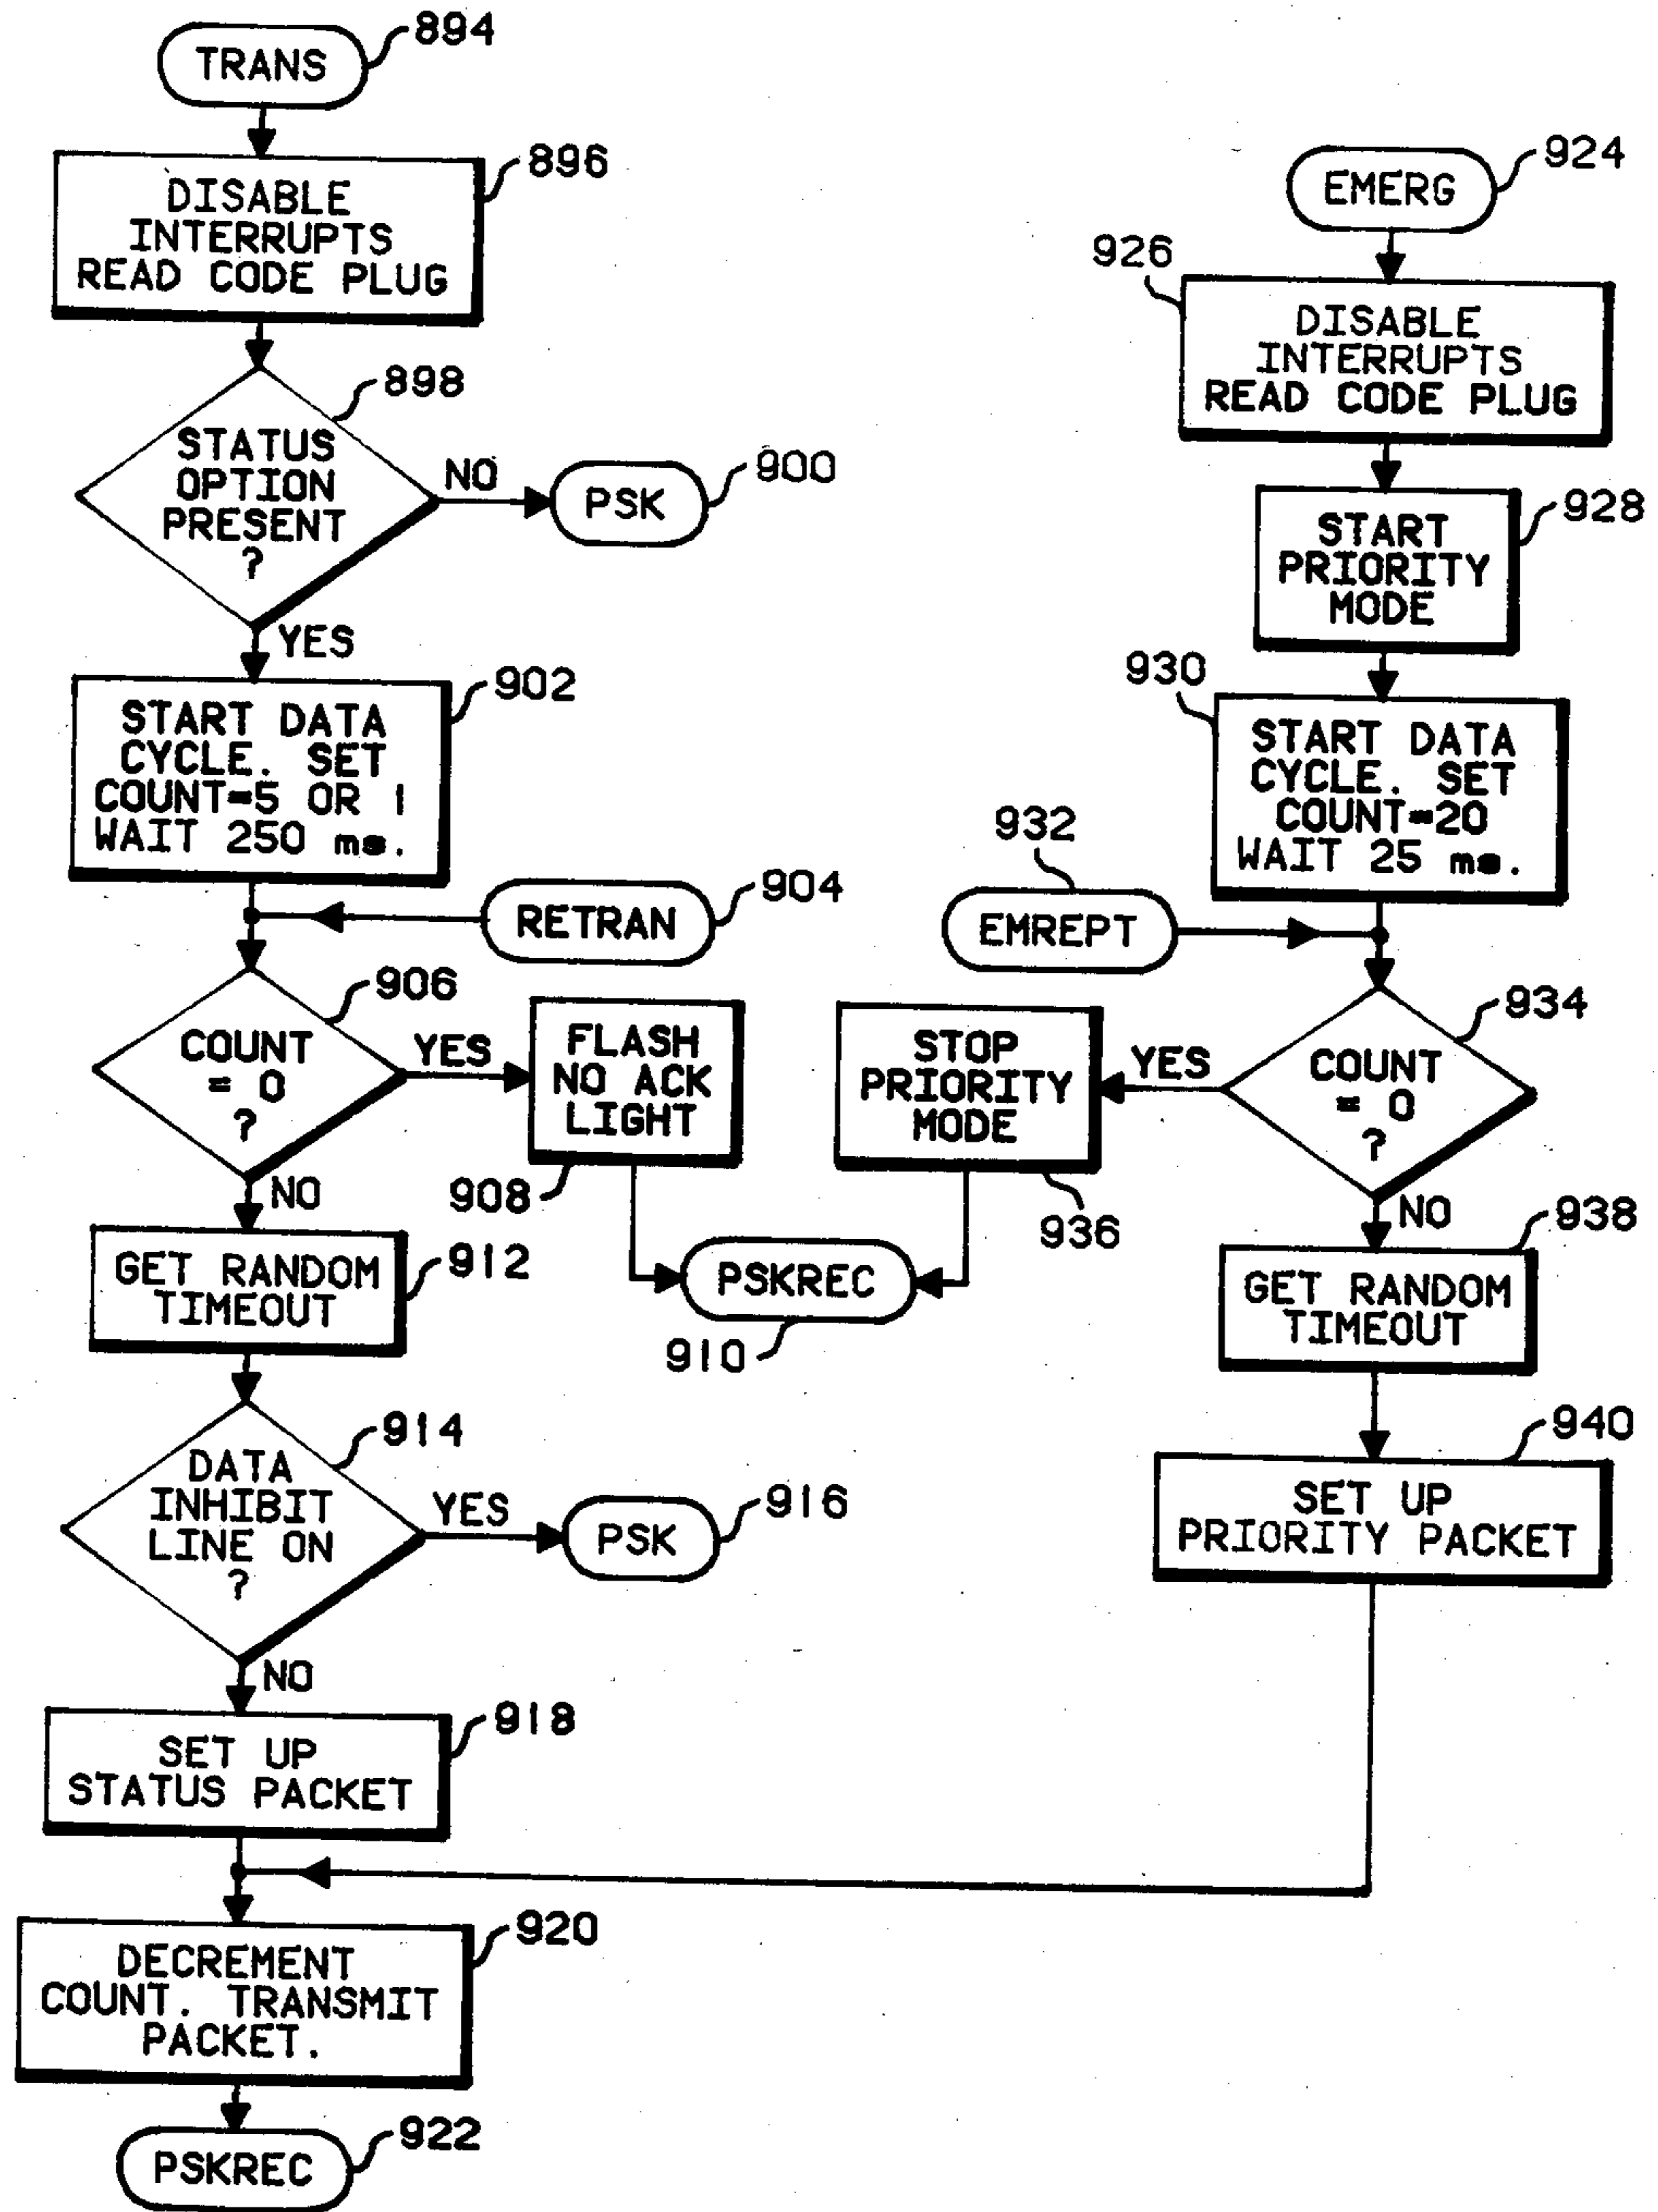 TRANS
894
DISABLE
INTERRUPTS
READ CODE PLUG
896
STATUS
OPTION
PRESENT
?
898
NO
PSK
900
YES
START DATA
CYCLE. SET
COUNT=5 OR 1
WAIT 250 ms.
902
RETRAN
904
COUNT
= 0
?
906
YES
FLASH
NO ACK
LIGHT
908
PSKREC
910
NO
GET RANDOM
TIMEOUT
912
DATA
INHIBIT
LINE ON
?
914
YES
PSK
916
NO
SET UP
STATUS PACKET
918
DECREMENT
COUNT. TRANSMIT
PACKET.
920
PSKREC
922
EMERG
924
926
DISABLE
INTERRUPTS
READ CODE PLUG
START
PRIORITY
MODE
928
930
START DATA
CYCLE. SET
COUNT=20
WAIT 25 ms.
932
EMREPT
COUNT
= 0
?
934
YES
STOP
PRIORITY
MODE
936
NO
GET RANDOM
TIMEOUT
938
SET UP
PRIORITY PACKET
940